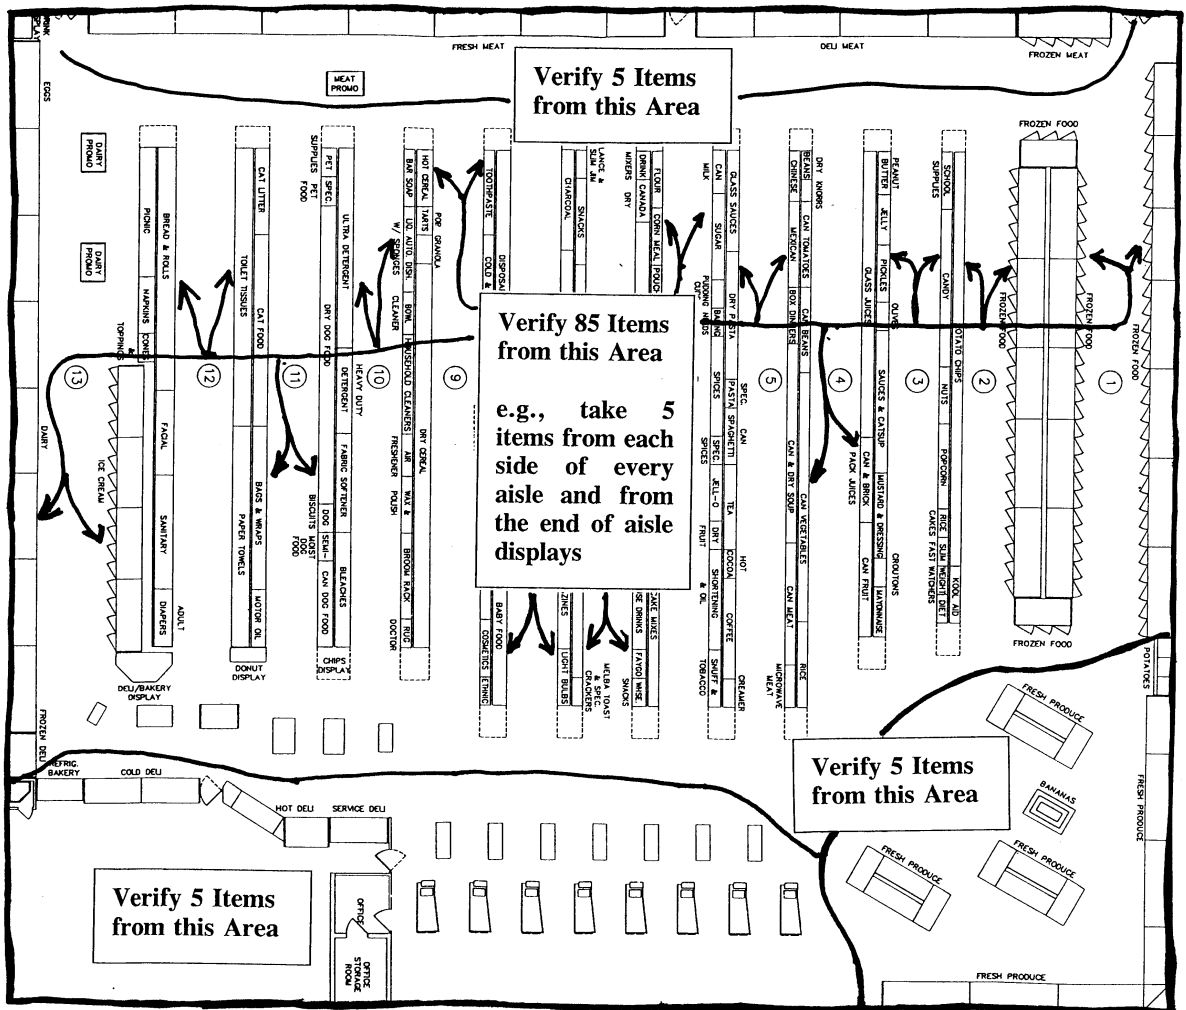 DRINK
DISPLAY
FRESH MEAT
DELI MEAT
FROZEN MEAT
MEAT
PROMO
Verify 5 Items
from this Area
EGGS
DAIRY
PROMO
DAIRY
PROMO
PICNIC
NAPKINS
CONES
BREAD & ROLLS
TOPPINGS &
FACIAL
SANITARY
DIAPERS
ADULT
ICE CREAM
DAIRY
13
12
TOILET TISSUES
CAT LITTER
CAT FOOD
BAGS & WRAPS
PAPER TOWELS
MOTOR OIL
11
SUPPLIES PET
FOOD
PET
SPEC.
DRY DOG FOOD
ULTRA DETERGENT
HEAVY DUTY
DETERGENT
FABRIC SOFTENER
BLEACHES
BISCUITS MOIST
DOG
FOOD
DOG
SEMI-
CAN DOG FOOD
10
HOT CEREAL
TARTS
POP GRANOLA
BAR SOAP
LIQ. AUTO. DISH.
W/ SPONGES
BOWL
CLEANER
HOUSEHOLD CLEANERS
AIR
FRESHENER
WAX &
POLISH
BROOM RACK
RUG
DOCTOR
DRY CEREAL
9
TOOTHPASTE
COLD &
BABY FOOD
COSMETICS
ETHNIC
CHARCOAL
SNACKS
LANCE &
SLIM JIM
LIGHT BULBS
MELBA TOAST
& SPEC.
CRACKERS
SNACKS
MIXERS DRY
DRINK
CANADA
FLOUR
CORN MEAL
CAKE MIXES
FAYGO
WHSE.
Verify 85 Items
from this Area
e.g., take 5
items from each
side of every
aisle and from
the end of aisle
displays
CAN
MILK
GLASS SAUCES
SUGAR
DRY PASTA
BAKING
NEEDS
PUDDING
SPICES
PASTA
SPAGHETTI
SPEC.
CAN
SPICES
SPEC.
JELL-O
DRY
FRUIT
TEA
HOT
COCOA
SHORTENING
& OIL
COFFEE
CREAMER
SNUFF &
TOBACCO
5
DRY KNORRS
BEANS
CHINESE
CAN TOMATOES
MEXICAN
BOX DINNERS
CAN BEANS
CAN & DRY SOUP
CAN VEGETABLES
CAN MEAT
RICE
MICROWAVE
MEAT
4
PEANUT
BUTTER
JELLY
PICKLES
OLIVES
GLASS JUICES
SAUCES & CATSUP
PACK JUICES
CAN & BRICK
MUSTARD & DRESSING
CROUTONS
CAN FRUIT
MAYONNAISE
3
SCHOOL
SUPPLIES
CANDY
POTATO CHIPS
NUTS
POPCORN
RICE
CAKES
SLIM
FAST
WEIGHT
WATCHERS
DIET
KOOL AID
2
FROZEN FOOD
FROZEN FOOD
FROZEN FOOD
FROZEN FOOD
FROZEN FOOD
1
POTATOES
DELI/BAKERY
DISPLAY
DONUT
DISPLAY
CHIPS
DISPLAY
FROZEN DELI
REFRIG.
BAKERY
COLD DELI
HOT DELI
SERVICE DELI
Verify 5 Items
from this Area
OFFICE
OFFICE
STORAGE
ROOM
Verify 5 Items
from this Area
FRESH PRODUCE
BANANAS
FRESH PRODUCE
FRESH PRODUCE
FRESH PRODUCE
FRESH PRODUCE